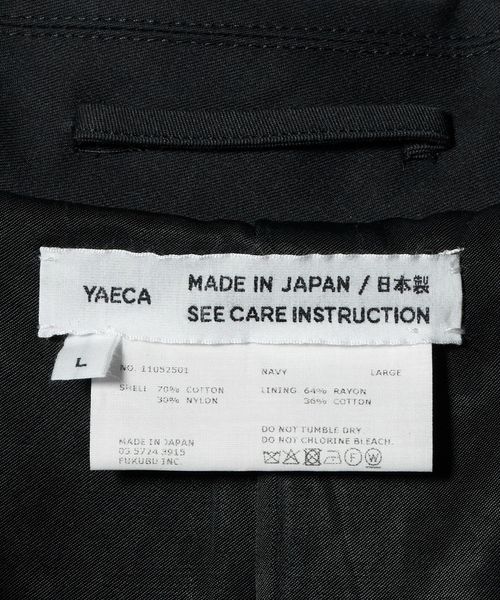 YAECA
MADE IN JAPAN / 日本製
SEE CARE INSTRUCTION
L
NO. 11052501 NAVY LARGE
SHELL 70% COTTON LINING 64% RAYON
30% NYLON 36% COTTON
DO NOT TUMBLE DRY
DO NOT CHLORINE BLEACH.
MADE IN JAPAN
03 5724 3915
FUKUBU INC.
F W